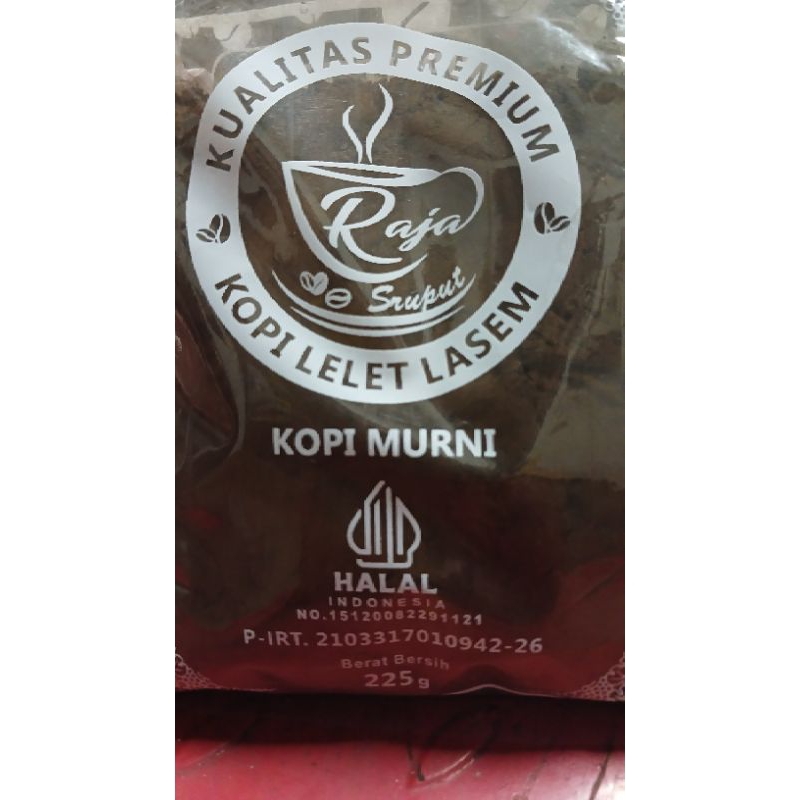 KUALITAS PREMIUM
Raja
Sruput
KOPI LELET LASEM
KOPI MURNI
HALAL
INDONESIA
NO.15120082291121
P-IRT. 2103317010942-26
Berat Bersih
225g